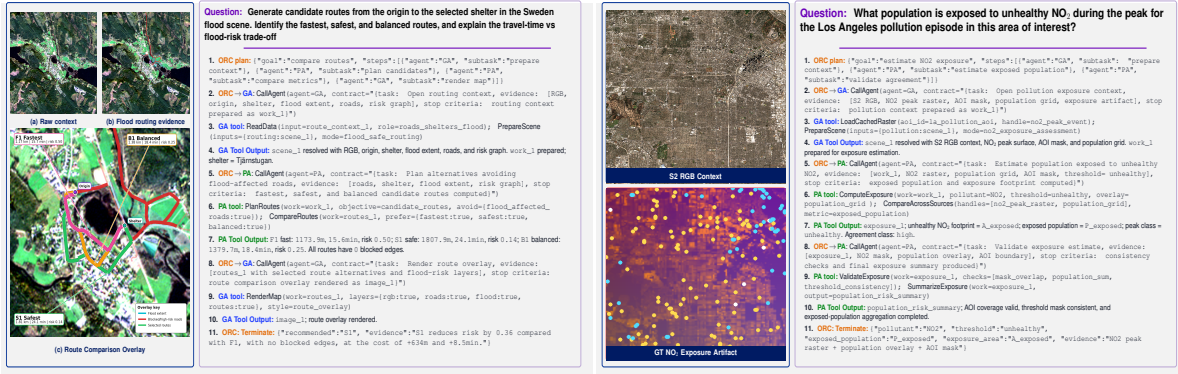 (a) Raw context
(b) Flood routing evidence
F1 Fastest
B1 Balanced
Origin
Shelter
S1 Safest
Overlay key
Flood extent
Blocked/high-risk roads
Selected routes
(c) Route Comparison Overlay
Question: Generate candidate routes from the origin to the selected shelter in the Sweden
flood scene. Identify the fastest, safest, and balanced routes, and explain the travel-time vs
flood-risk trade-off
1. ORC plan: {"goal":"compare routes", "steps":[{"agent":"GA", "subtask":"prepare
context"}, {"agent":"PA", "subtask":"plan candidates"}, {"agent":"PA",
"subtask":"compare metrics"}, {"agent":"GA", "subtask":"render map"}]}
2. ORC→GA: CallAgent(agent=GA, contract="{task: Open routing context, evidence: [RGB,
origin, shelter, flood extent, roads, risk graph], stop criteria: routing context
prepared as work_1}")
3. GA tool: ReadData(input=route_context_1, role=roads_shelters_flood); PrepareScene
(inputs={routing:scene_1}, mode=flood_safe_routing)
4. GA Tool Output: scene_1 resolved with RGB, origin, shelter, flood extent, roads, and risk graph. work_1 prepared;
shelter = Tjärnstugan.
5. ORC→PA: CallAgent(agent=PA, contract="{task: Plan alternatives avoiding
flood-affected roads, evidence: [roads, shelter, flood extent, risk graph], stop
criteria: fastest, safest, and balanced candidate routes computed}")
6. PA tool: PlanRoutes(work=work_1, objective=candidate_routes, avoid={flood_affected_
roads:true}); CompareRoutes(work=routes_1, prefer={fastest:true, safest:true,
balanced:true})
7. PA Tool Output: F1 fast: 1173.9m, 15.6min, risk 0.50; S1 safe: 1807.9m, 24.1min, risk 0.14; B1 balanced:
1379.7m, 18.4min, risk 0.25. All routes have 0 blocked edges.
8. ORC→GA: CallAgent(agent=GA, contract="{task: Render route overlay, evidence:
[routes_1 with selected route alternatives and flood-risk layers], stop criteria:
route comparison overlay rendered as image_1}")
9. GA tool: RenderMap(work=routes_1, layers={rgb:true, roads:true, flood:true,
routes:true}, style=route_overlay)
10. GA Tool Output: image_1; route overlay rendered.
11. ORC: Terminate: {"recommended":"S1", "evidence":"S1 reduces risk by 0.36 compared
with F1, with no blocked edges, at the cost of +634m and +8.5min."}
S2 RGB Context
GT NO₂ Exposure Artifact
Question: What population is exposed to unhealthy NO₂ during the peak for
the Los Angeles pollution episode in this area of interest?
1. ORC plan: {"goal":"estimate NO2 exposure", "steps":[{"agent":"GA", "subtask": "prepare
context"}, {"agent":"PA", "subtask":"estimate exposed population"}, {"agent":"PA",
"subtask":"validate agreement"}]}
2. ORC→GA: CallAgent(agent=GA, contract="{task: Open pollution exposure context,
evidence: [S2 RGB, NO2 peak raster, AOI mask, population grid, exposure artifact], stop
criteria: pollution context prepared as work_1}")
3. GA tool: LoadCachedRaster(aoi_id=la_pollution_aoi, handle=no2_peak_event);
PrepareScene(inputs={pollution:scene_1}, mode=no2_exposure_assessment)
4. GA Tool Output: scene_1 resolved with S2 RGB context, NO₂ peak surface, AOI mask, and population grid. work_1
prepared for exposure estimation.
5. ORC→PA: CallAgent(agent=PA, contract="{task: Estimate population exposed to unhealthy
NO2, evidence: [work_1, NO2 raster, population grid, AOI mask, threshold= unhealthy],
stop criteria: exposed population and exposure footprint computed}")
6. PA tool: ComputeExposure(work=work_1, pollutant=NO2, threshold=unhealthy, overlay=
population_grid ); CompareAcrossSources(handles=[no2_peak_raster, population_grid],
metric=exposed_population)
7. PA Tool Output: exposure_1; unhealthy NO₂ footprint = A_exposed; exposed population = P_exposed; peak class =
unhealthy. Agreement class: high.
8. ORC→PA: CallAgent(agent=PA, contract="{task: Validate exposure estimate, evidence:
[exposure_1, NO2 mask, population overlay, AOI boundary], stop criteria: consistency
checks and final exposure summary produced}")
9. PA tool: ValidateExposure(work=exposure_1, checks=[mask_overlap, population_sum,
threshold_consistency]); SummarizeExposure(work=exposure_1,
output=population_risk_summary)
10. PA Tool Output: population_risk_summary; AOI coverage valid, threshold mask consistent, and
exposed-population aggregation completed.
11. ORC: Terminate: {"pollutant":"NO2", "threshold":"unhealthy",
"exposed_population":"P_exposed", "exposure_area":"A_exposed", "evidence":"NO2 peak
raster + population overlay + AOI mask"}